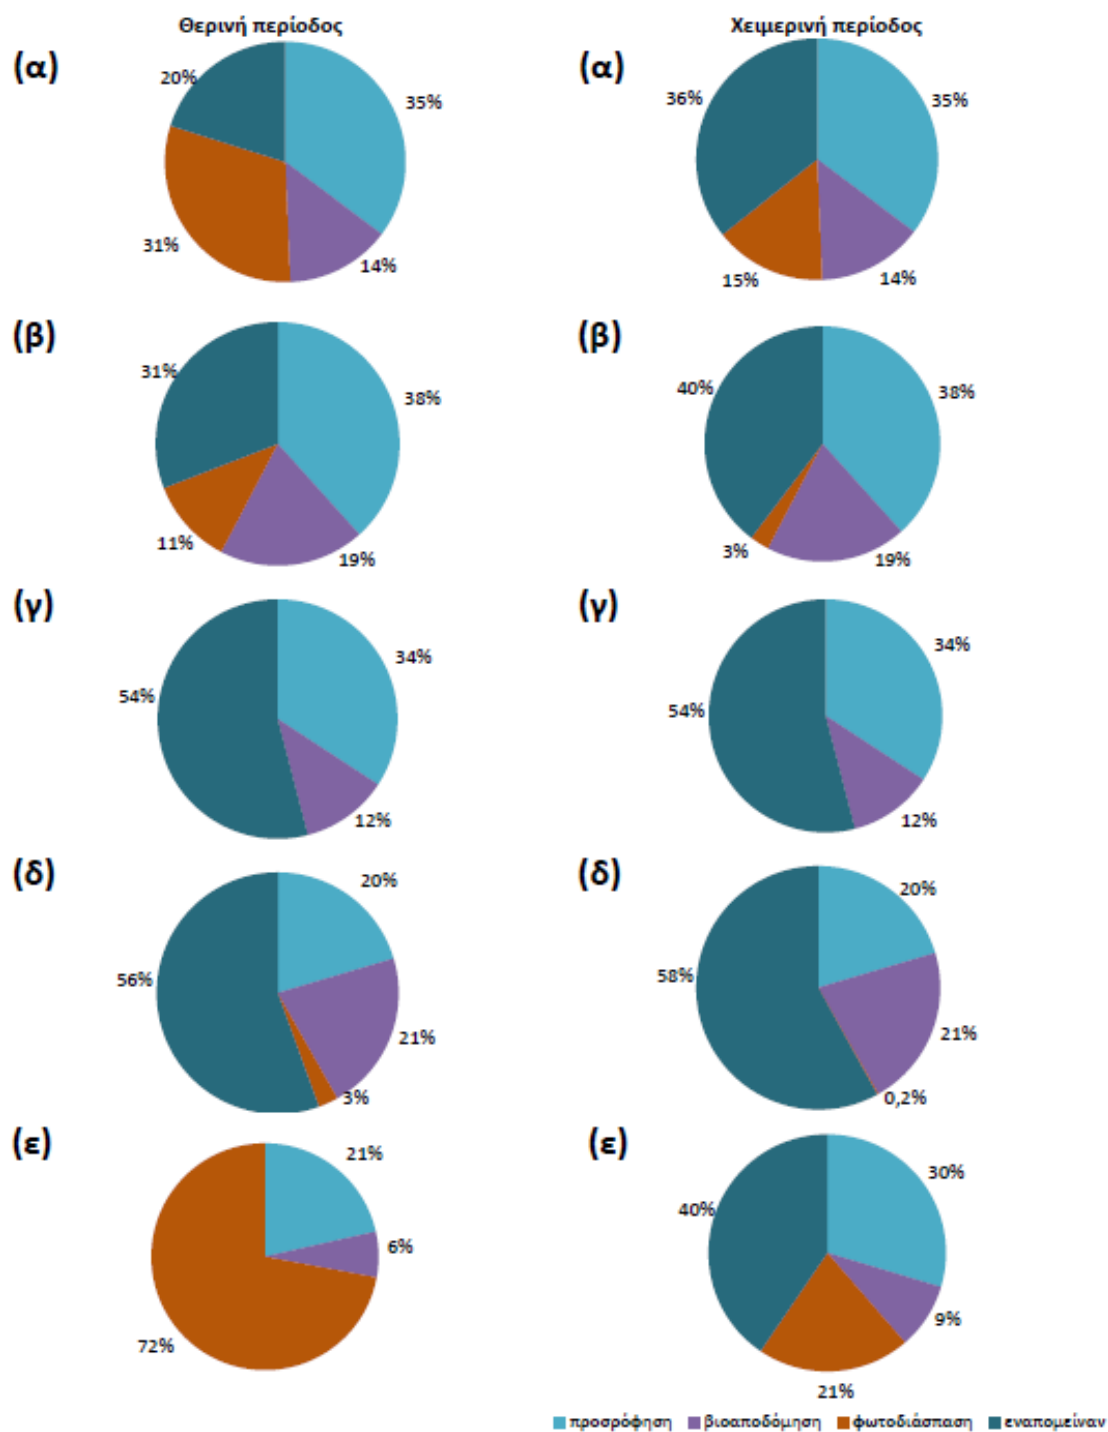 Θερινή περίοδος
Χειμερινή περίοδος
(α)
20%
35%
31%
14%
(α)
36%
35%
15%
14%
(β)
31%
38%
11%
19%
(β)
40%
38%
3%
19%
(γ)
34%
54%
12%
(γ)
34%
54%
12%
(δ)
20%
56%
21%
3%
(δ)
20%
58%
21%
0,2%
(ε)
21%
6%
72%
(ε)
30%
40%
9%
21%
προσρόφηση βιοαποδόμηση φωτοδιάσπαση εναπομείναν